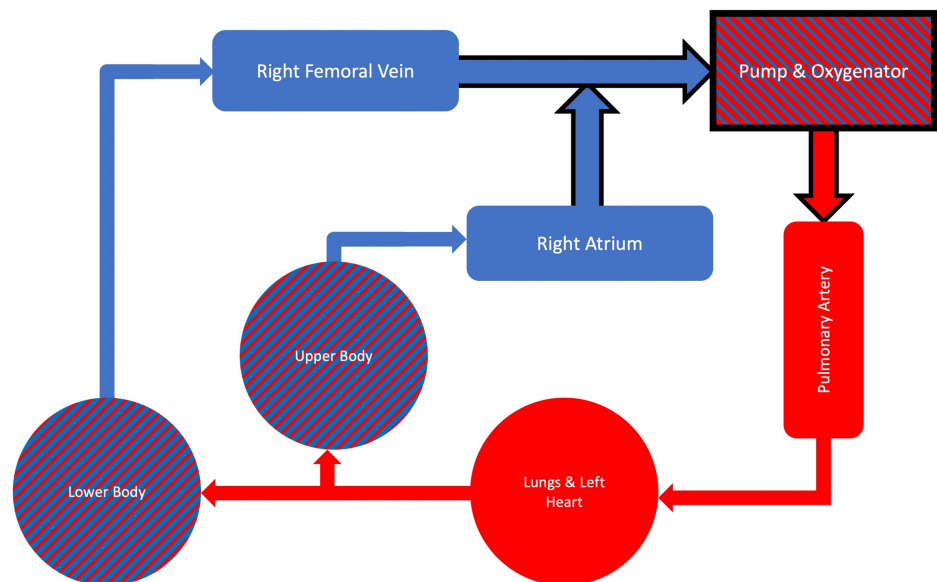 Right Femoral Vein
Pump & Oxygenator
Right Atrium
Pulmonary Artery
Upper Body
Lower Body
Lungs & Left
Heart